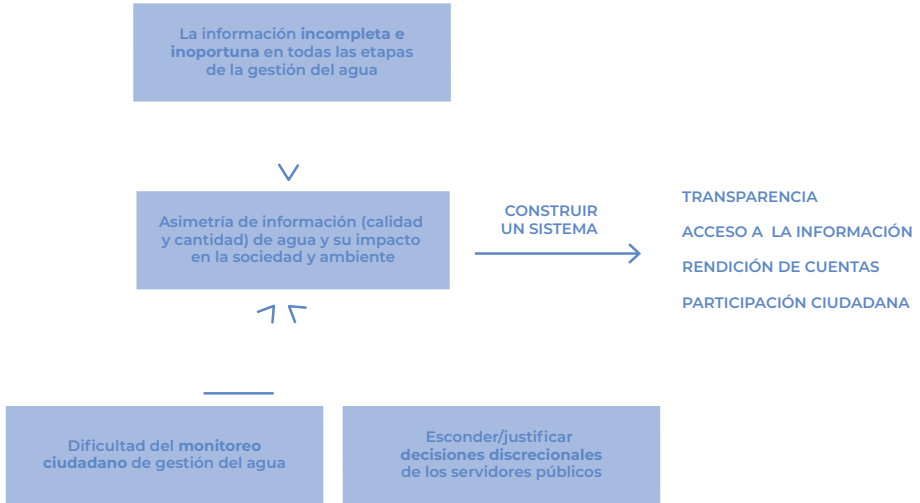 La información incompleta e
inoportuna en todas las etapas
de la gestión del agua
Asimetría de información (calidad
y cantidad) de agua y su impacto
en la sociedad y ambiente
CONSTRUIR
UN SISTEMA
TRANSPARENCIA
ACCESO A LA INFORMACIÓN
RENDICIÓN DE CUENTAS
PARTICIPACIÓN CIUDADANA
Dificultad del monitoreo
ciudadano de gestión del agua
Esconder/justificar
decisiones discrecionales
de los servidores públicos